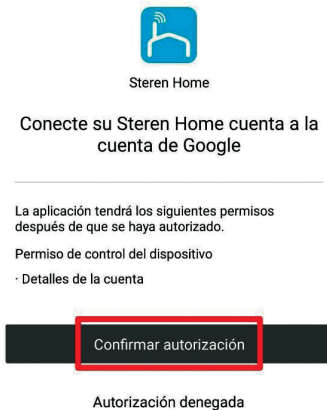 Steren Home
Conecte su Steren Home cuenta a la
cuenta de Google
La aplicación tendrá los siguientes permisos
después de que se haya autorizado.
Permiso de control del dispositivo
· Detalles de la cuenta
Confirmar autorización
Autorización denegada